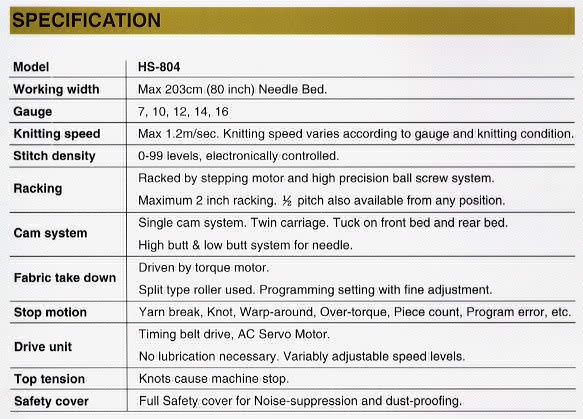 SPECIFICATION
Model HS-804
Working width Max 203cm (80 inch) Needle Bed.
Gauge 7, 10, 12, 14, 16
Knitting speed Max 1.2m/sec. Knitting speed varies according to gauge and knitting condition.
Stitch density 0-99 levels, electronically controlled.
Racking Racked by stepping motor and high precision ball screw system.
Maximum 2 inch racking. ½ pitch also available from any position.
Cam system Single cam system. Twin carriage. Tuck on front bed and rear bed.
High butt & low butt system for needle.
Fabric take down Driven by torque motor.
Split type roller used. Programming setting with fine adjustment.
Stop motion Yarn break, Knot, Warp-around, Over-torque, Piece count, Program error, etc.
Drive unit Timing belt drive, AC Servo Motor.
No lubrication necessary. Variably adjustable speed levels.
Top tension Knots cause machine stop.
Safety cover Full Safety cover for Noise-suppression and dust-proofing.